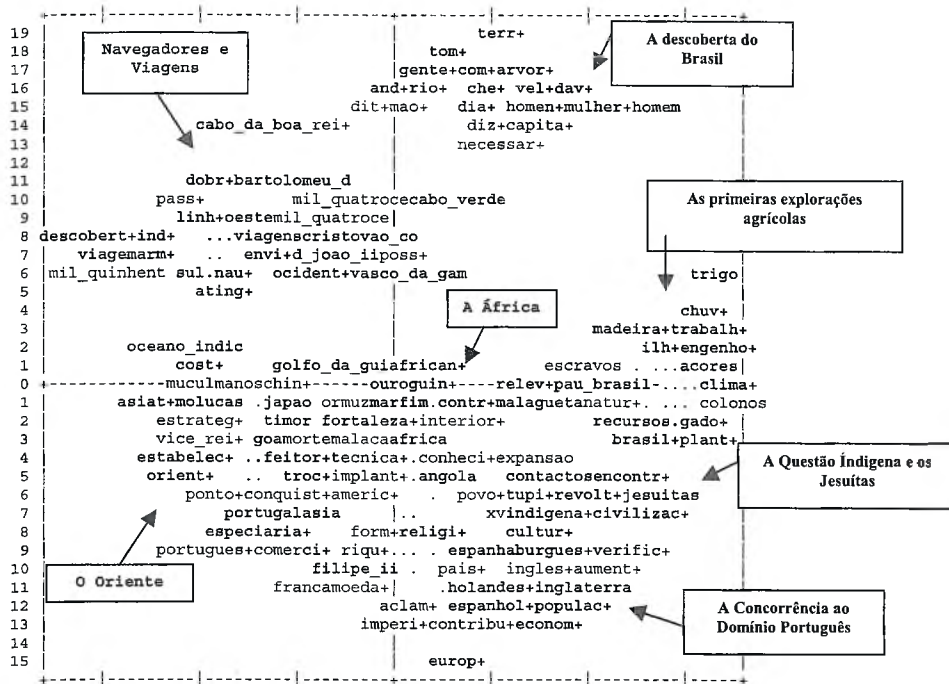 +---------|---------|---------|---------+---------|---------|---------|------+
19 terr+
18 tom+
17 gente+com+arvor+
16 and+rio+ che+ vel+dav+
15 dit+mao+ dia+ homen+mulher+homem
14 cabo_da_boa_rei+ diz+capita+
13 necessar+
12
11 dobr+bartolomeu_d
10 pass+ mil_quatrocecabo_verde
9 linh+oestemil_quatroce|
8 descobert+ind+ ...viagenscristovao_co
7 viagemarm+ .. envi+d_joao_iiposs+
6 mil_quinhent sul.nau+ ocident+vasco_da_gam trigo
5 ating+
4 chuv+
3 madeira+trabalh+
2 oceano_indic ilh+engenho+
1 cost+ golfo_da_guiafrican+ escravos . ...acores
0 +------------muculmanoschin+------ouroguin+----relev+pau_brasil-....clima+
1 asiat+molucas .japao ormuzmarfim.contr+malaguetanatur+. .... colonos
2 estrateg+ timor fortaleza+interior+ recursos.gado+
3 vice_rei+ goamortemalacaafrica brasil+plant+
4 estabelec+ ..feitor+tecnica+.conheci+expansao
5 orient+ .. troc+implant+.angola contactosencontr+
6 ponto+conquist+americ+ . povo+tupi+revolt+jesuitas
7 portugalasia |.. xvindigena+civilizac+
8 especiaria+ form+religi+ cultur+
9 portugues+comerci+ riqu+... . espanhaburgues+verific+
10 filipe_ii . pais+ ingles+aument+
11 francamoeda+| .holandes+inglaterra
12 aclam+ espanhol+populac+
13 imperi+contribu+econom+
15 europ+
Navegadores e
Viagens
A descoberta do
Brasil
As primeiras explorações
agrícolas
A África
A Questão Índigena e os
Jesuítas
O Oriente
A Concorrência ao
Domínio Português